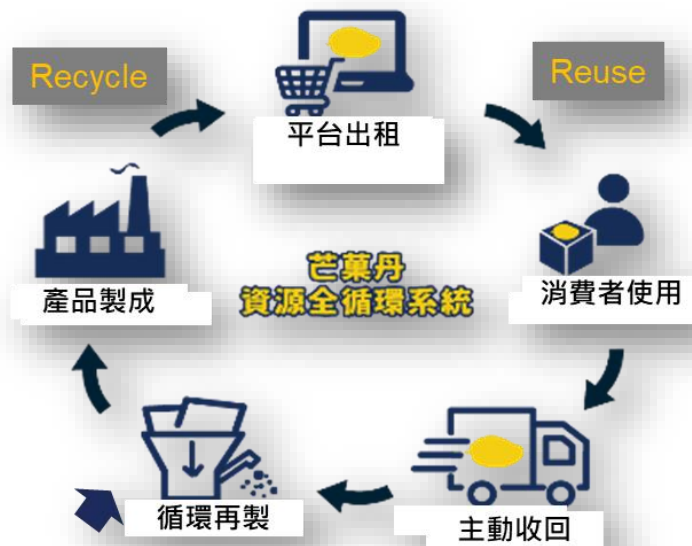 Recycle
Reuse
平台出租
消費者使用
芒菓丹
資源全循環系統
產品製成
循環再製
主動收回